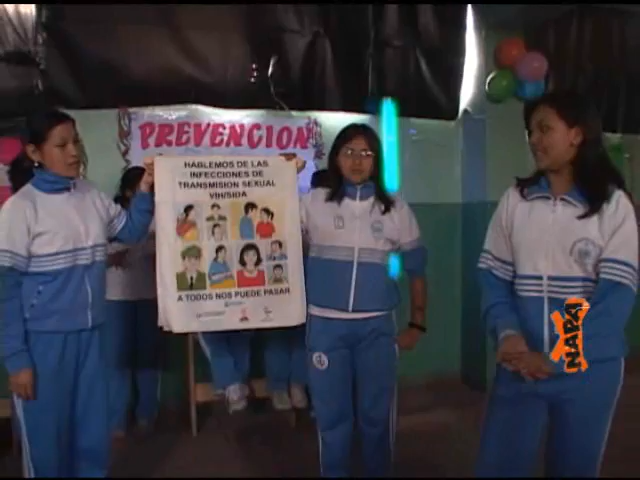 PREVENCION
HABLEMOS DE LAS
INFECCIONES DE
TRANSMISION SEXUAL
VIH/SIDA
A TODOS NOS PUEDE PASAR
NAPA